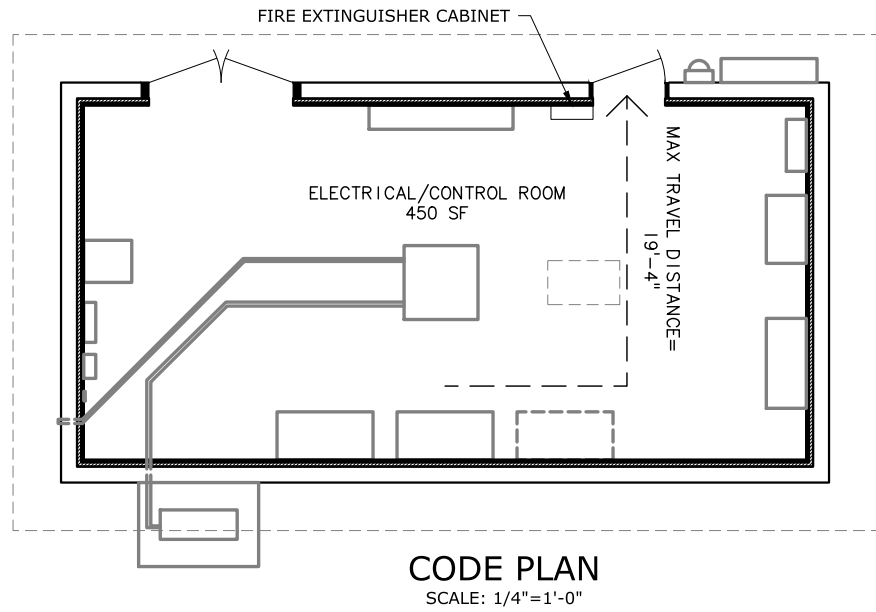 FIRE EXTINGUISHER CABINET
ELECTRICAL/CONTROL ROOM
450 SF
MAX TRAVEL DISTANCE=
19'-4"
CODE PLAN
SCALE: 1/4"=1'-0"